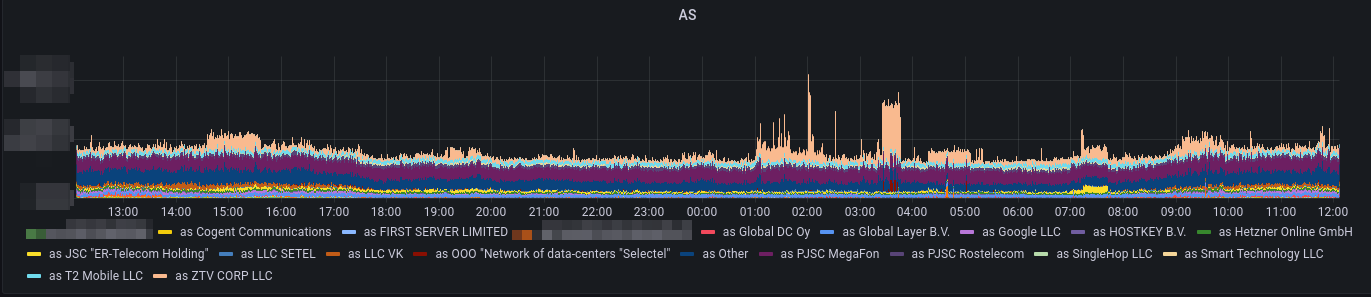 AS
13:00 14:00 15:00 16:00 17:00 18:00 19:00 20:00 21:00 22:00 23:00 00:00 01:00 02:00 03:00 04:00 05:00 06:00 07:00 08:00 09:00 10:00 11:00 12:00
as Cogent Communications as FIRST SERVER LIMITED as Global DC Oy as Global Layer B.V. as Google LLC as HOSTKEY B.V. as Hetzner Online GmbH
as JSC "ER-Telecom Holding" as LLC SETEL as LLC VK as OOO "Network of data-centers "Selectel" as Other as PJSC MegaFon as PJSC Rostelecom as SingleHop LLC as Smart Technology LLC
as T2 Mobile LLC as ZTV CORP LLC